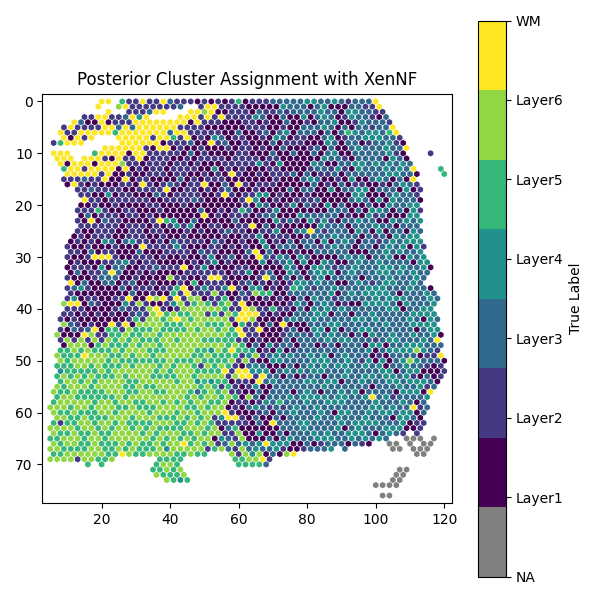 Posterior Cluster Assignment with XenNF
0
10
20
30
40
50
60
70
20
40
60
80
100
120
WM
Layer6
Layer5
Layer4
Layer3
Layer2
Layer1
NA
True Label